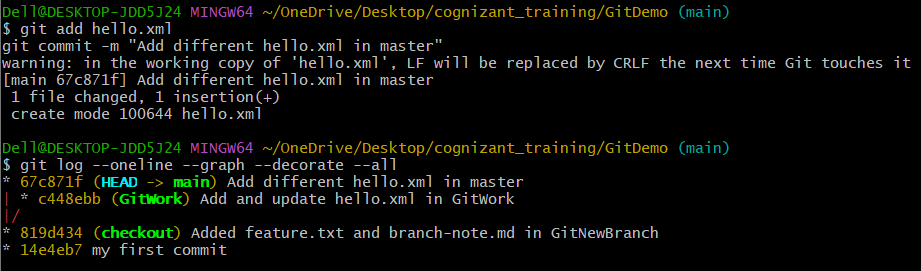 Dell@DESKTOP-JDD5J24 MINGW64 ~/OneDrive/Desktop/cognizant_training/GitDemo (main)
$ git add hello.xml
git commit -m "Add different hello.xml in master"
warning: in the working copy of 'hello.xml', LF will be replaced by CRLF the next time Git touches it
[main 67c871f] Add different hello.xml in master
 1 file changed, 1 insertion(+)
 create mode 100644 hello.xml

Dell@DESKTOP-JDD5J24 MINGW64 ~/OneDrive/Desktop/cognizant_training/GitDemo (main)
$ git log --oneline --graph --decorate --all
* 67c871f (HEAD -> main) Add different hello.xml in master
| * c448ebb (GitWork) Add and update hello.xml in GitWork
|/
* 819d434 (checkout) Added feature.txt and branch-note.md in GitNewBranch
* 14e4eb7 my first commit